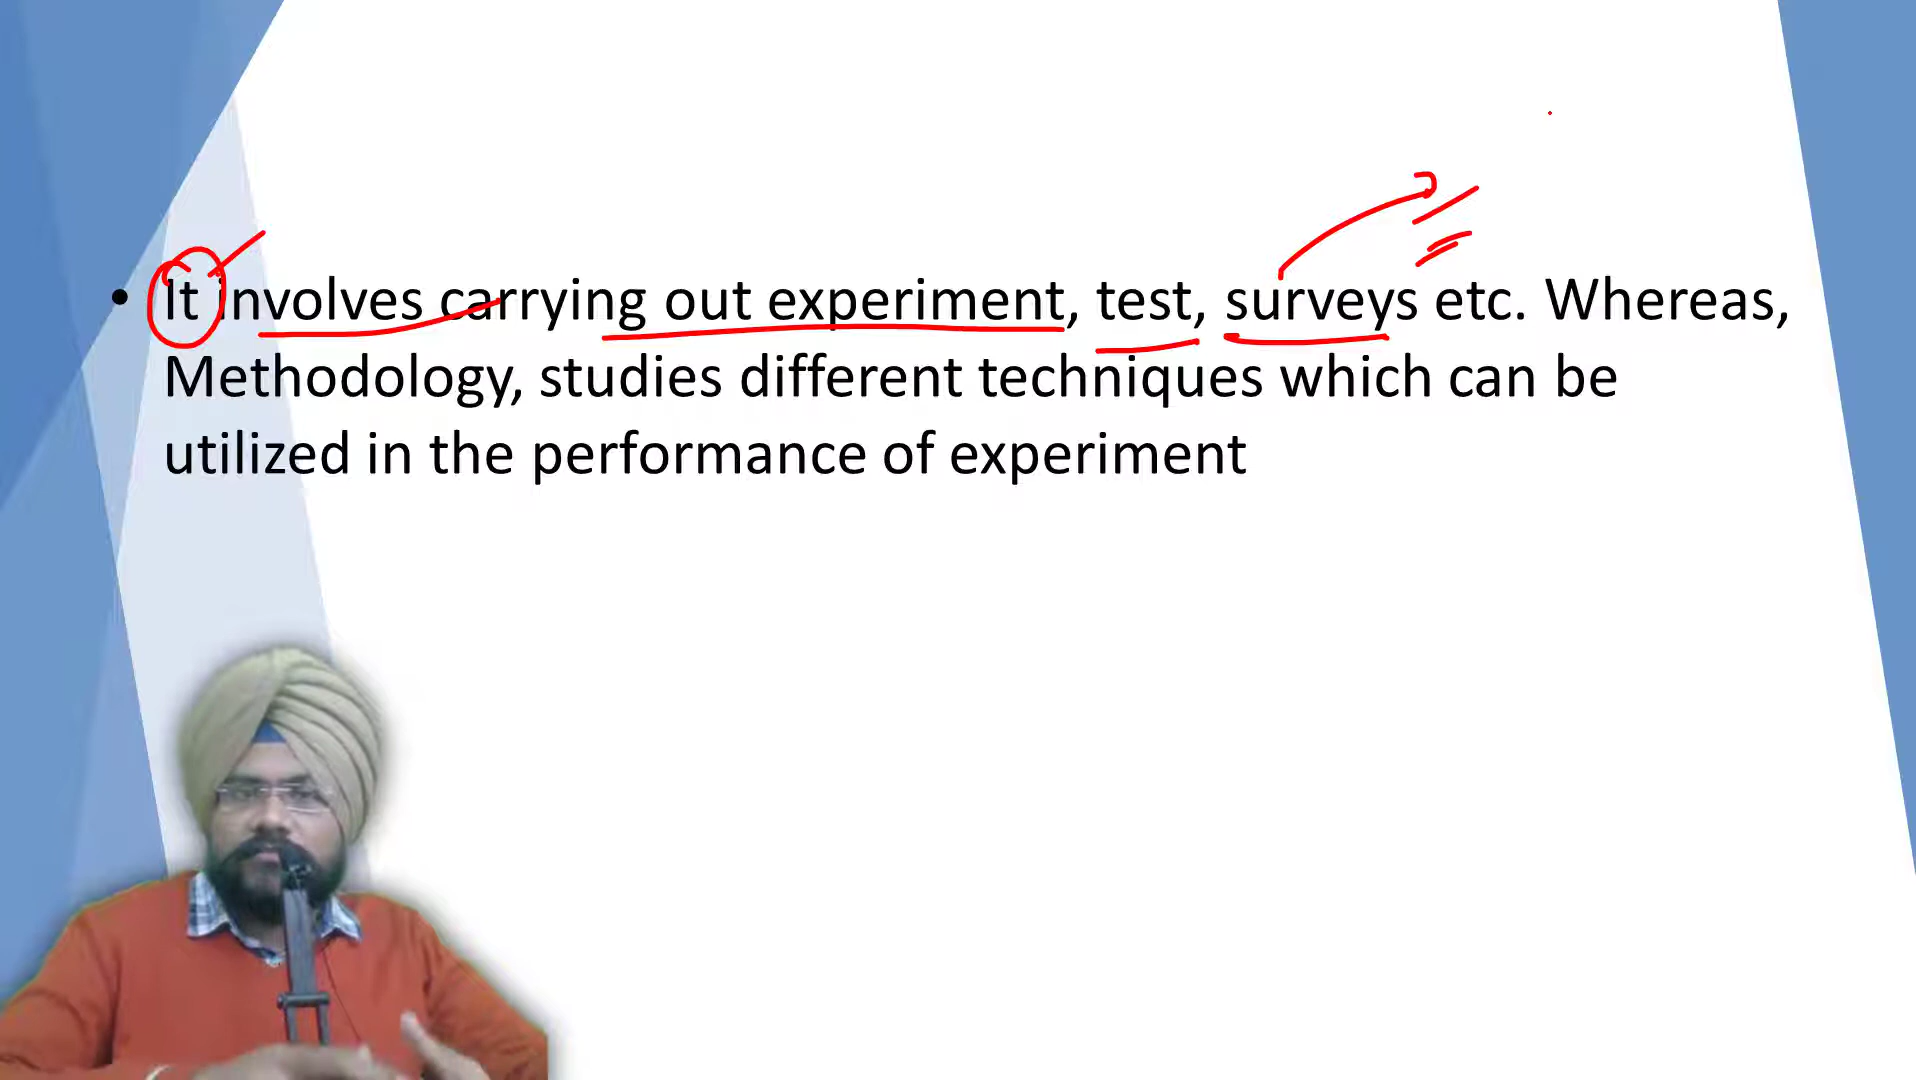 • It involves carrying out experiment, test, surveys etc. Whereas,
Methodology, studies different techniques which can be
utilized in the performance of experiment